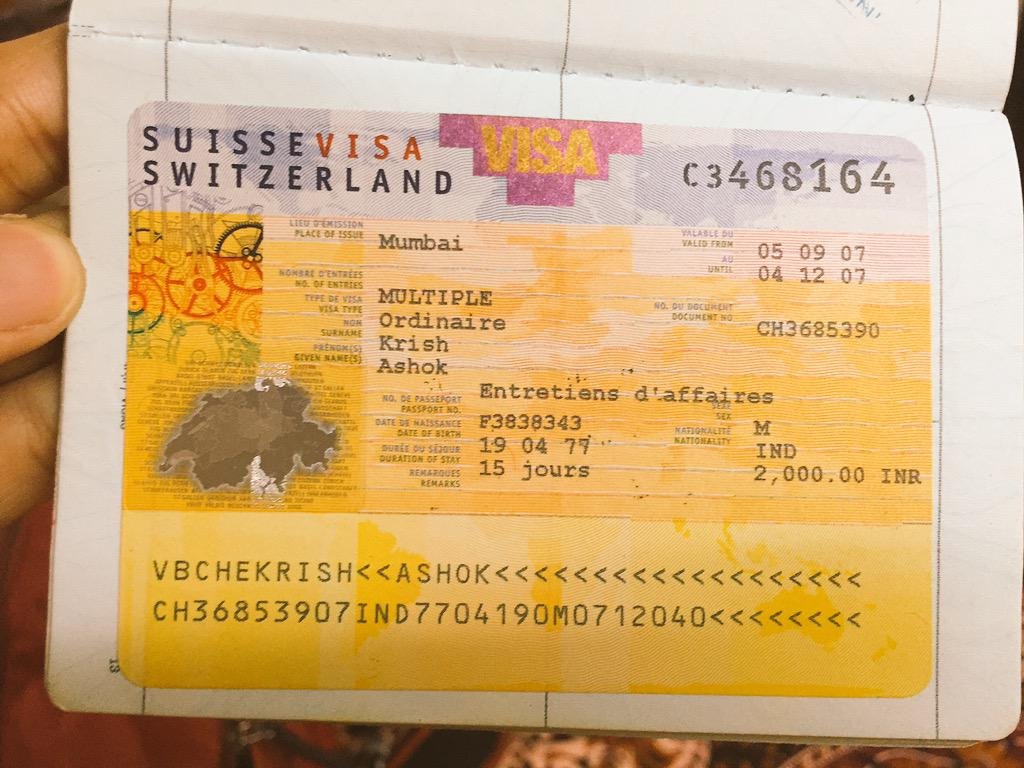 SUISSEVISA
SWITZERLAND
VISA
C3468164
LIEU D'ÉMISSION
PLACE OF ISSUE
Mumbai
VALABLE DU
VALID FROM
05 09 07
AU
UNTIL
04 12 07
NOMBRE D'ENTRÉES
NO. OF ENTRIES
MULTIPLE
TYPE DE VISA
VISA TYPE
Ordinaire
NO. DU DOCUMENT
DOCUMENT NO
CH3685390
NOM
SURNAME
Krish
PRÉNOM(S)
GIVEN NAME(S)
Ashok
Entretiens d'affaires
NO. DE PASSEPORT
PASSPORT NO.
F3838343
SEXE
SEX
M
DATE DE NAISSANCE
DATE OF BIRTH
19 04 77
NATIONALITÉ
NATIONALITY
IND
DURÉE DU SÉJOUR
DURATION OF STAY
15 jours
2,000.00 INR
REMARQUES
REMARKS
VBCHEKRISH<<ASHOK<<<<<<<<<<<<<<<<<<<
CH36853907IND7704190M0712040<<<<<<<<
13